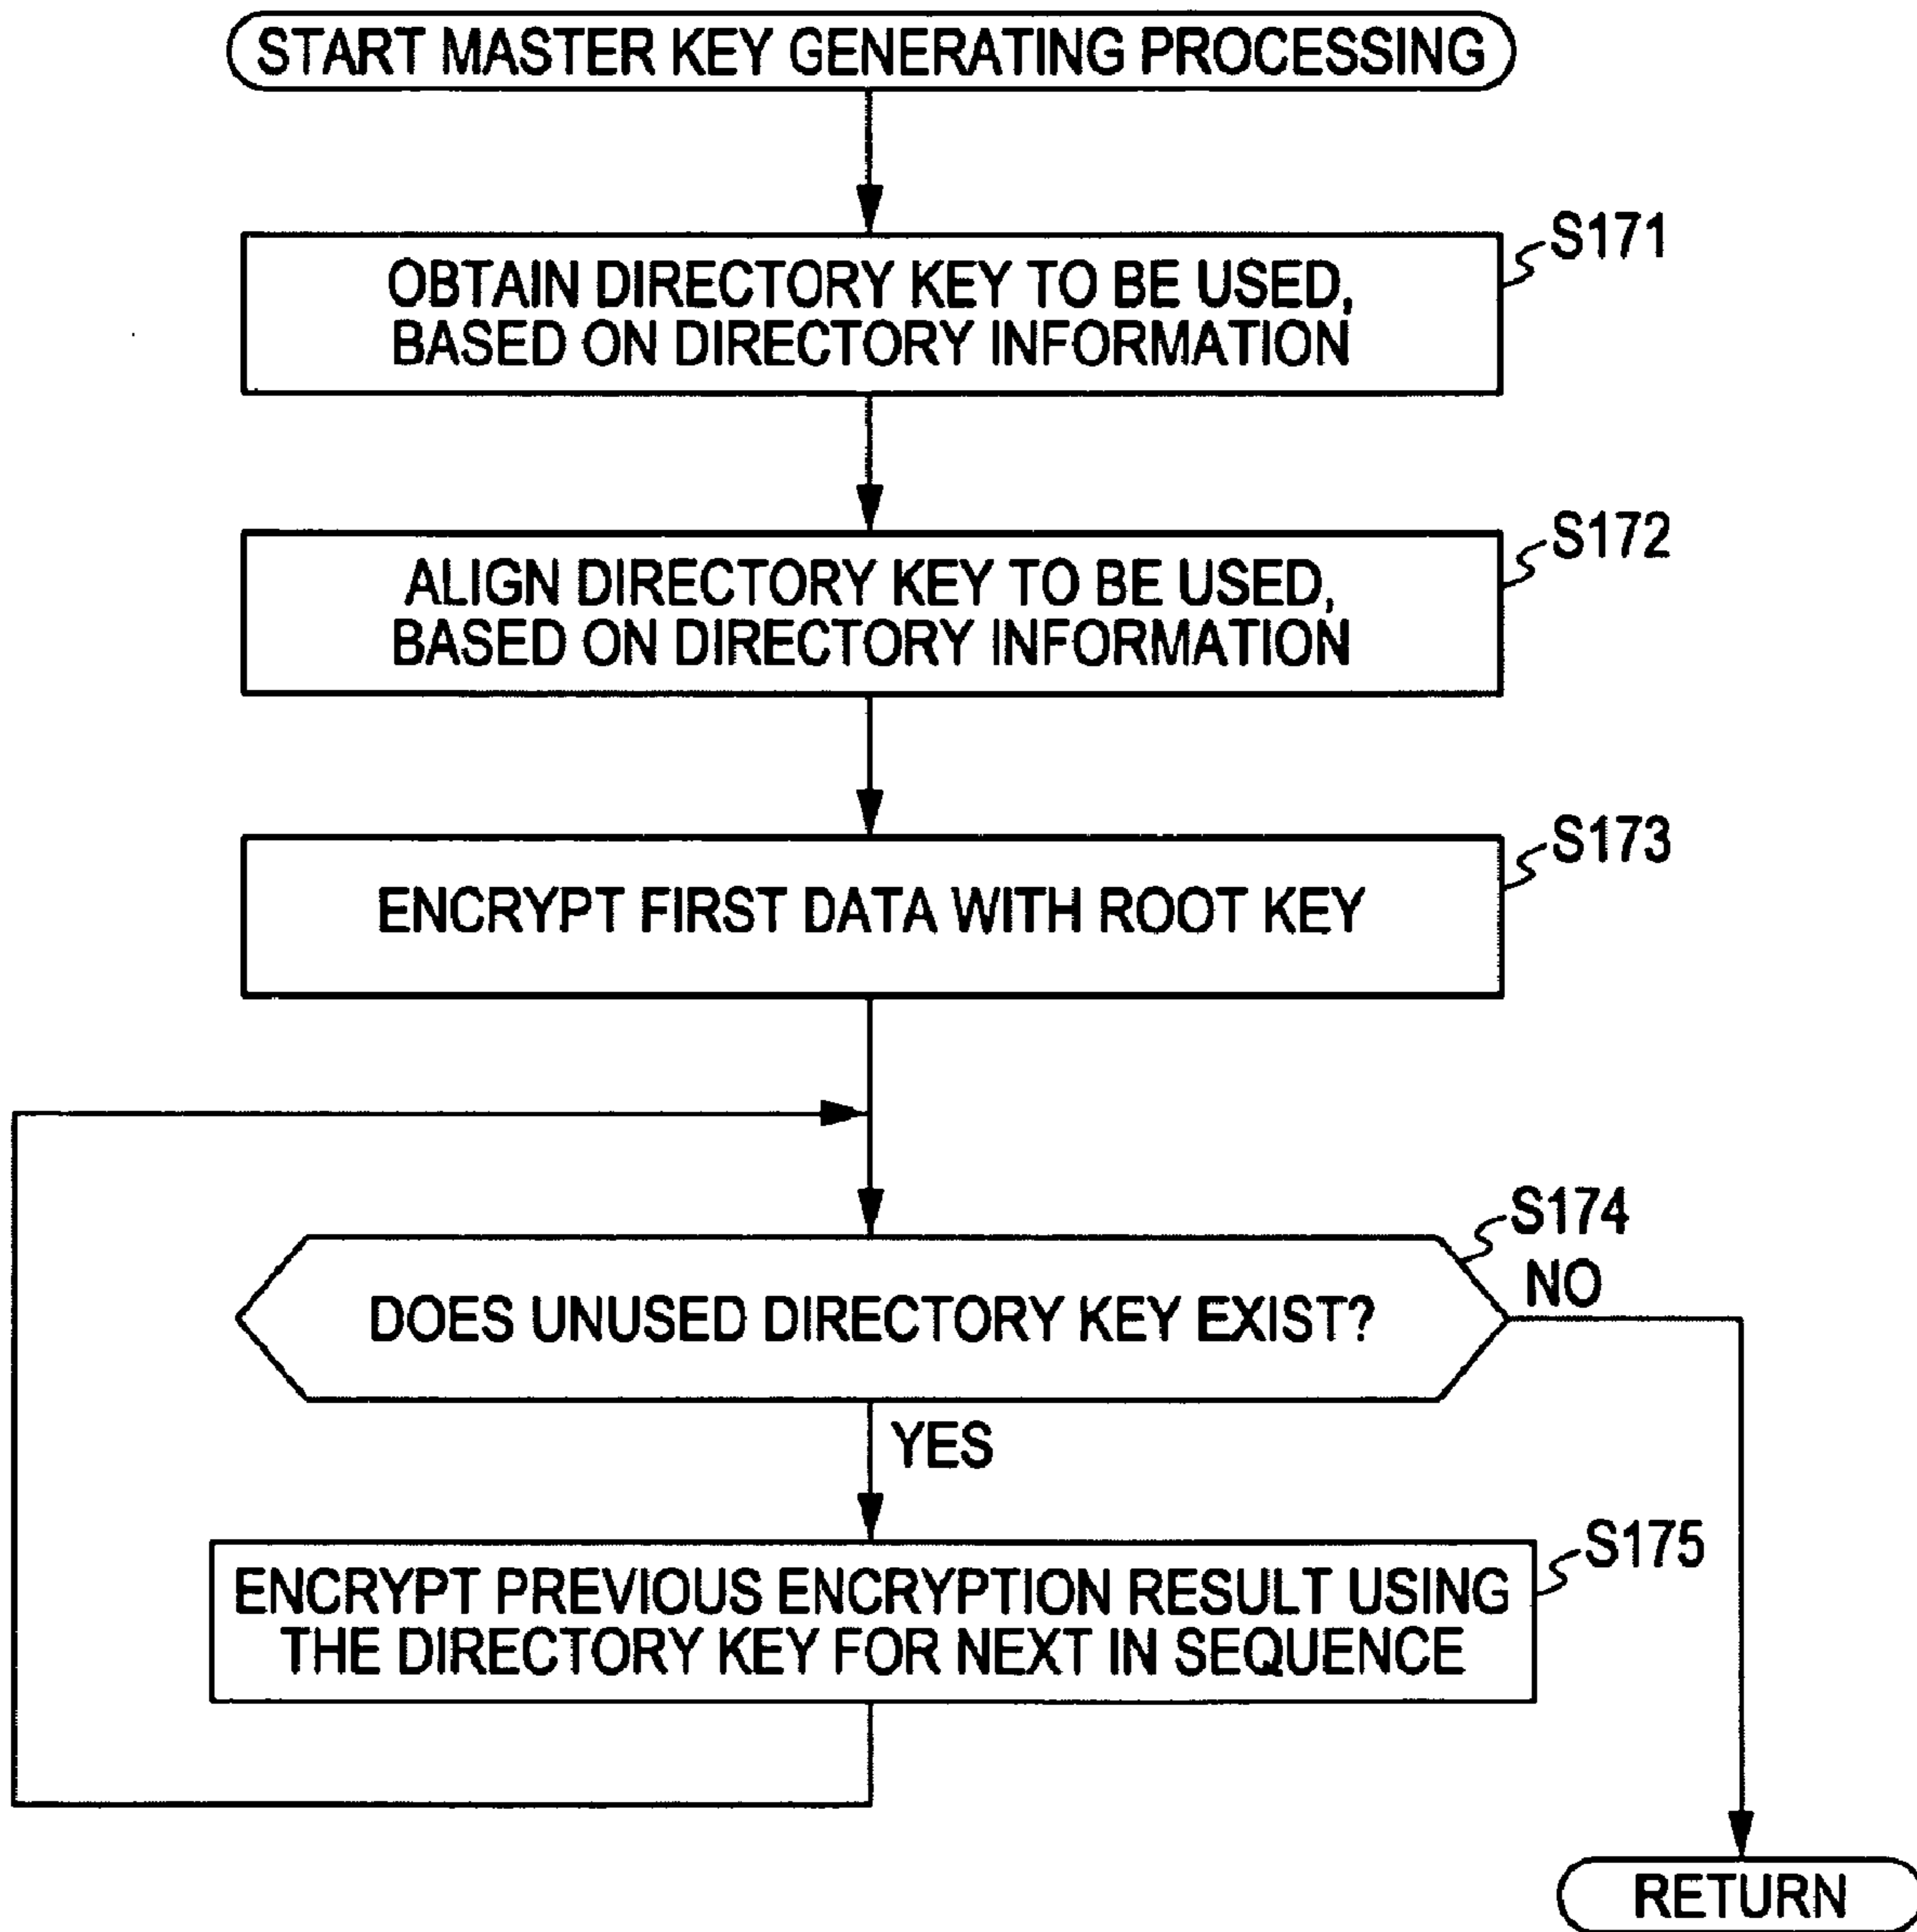 START MASTER KEY GENERATING PROCESSING
S171
OBTAIN DIRECTORY KEY TO BE USED,
BASED ON DIRECTORY INFORMATION
S172
ALIGN DIRECTORY KEY TO BE USED,
BASED ON DIRECTORY INFORMATION
S173
ENCRYPT FIRST DATA WITH ROOT KEY
S174
NO
DOES UNUSED DIRECTORY KEY EXIST?
YES
S175
ENCRYPT PREVIOUS ENCRYPTION RESULT USING
THE DIRECTORY KEY FOR NEXT IN SEQUENCE
RETURN